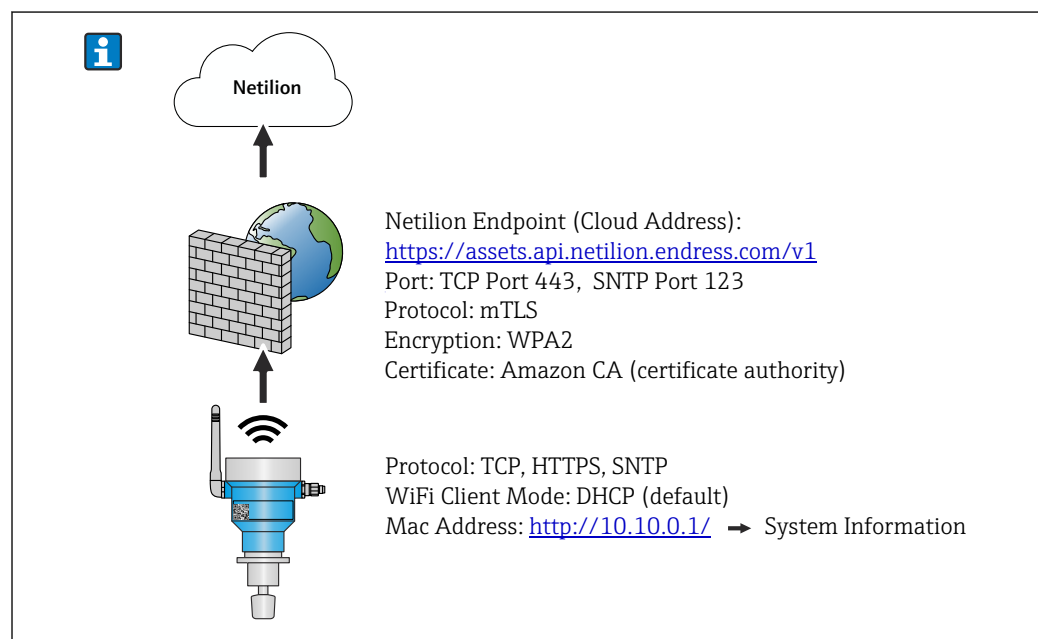 Netilion
Netilion Endpoint (Cloud Address):
https://assets.api.netilion.endress.com/v1
Port: TCP Port 443, SNTP Port 123
Protocol: mTLS
Encryption: WPA2
Certificate: Amazon CA (certificate authority)
Protocol: TCP, HTTPS, SNTP
WiFi Client Mode: DHCP (default)
Mac Address: http://10.10.0.1/ → System Information